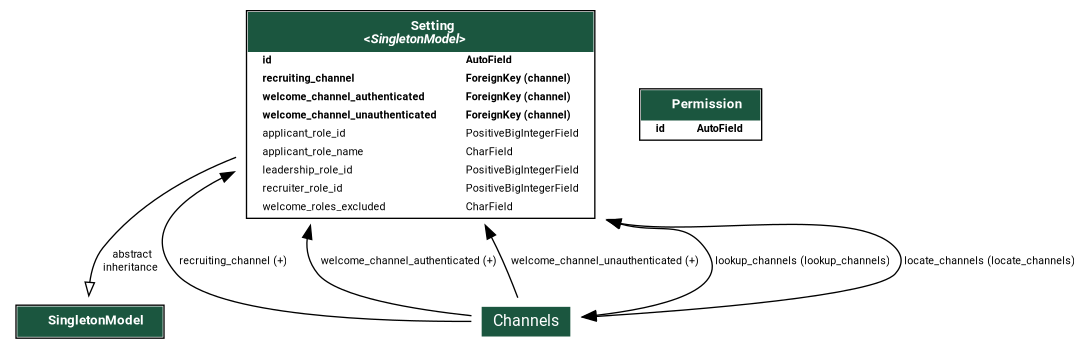 Setting
<SingletonModel>
id AutoField
recruiting_channel ForeignKey (channel)
welcome_channel_authenticated ForeignKey (channel)
welcome_channel_unauthenticated ForeignKey (channel)
applicant_role_id PositiveBigIntegerField
applicant_role_name CharField
leadership_role_id PositiveBigIntegerField
recruiter_role_id PositiveBigIntegerField
welcome_roles_excluded CharField
Permission
id AutoField
abstract
inheritance
recruiting_channel (+)
welcome_channel_authenticated (+)
welcome_channel_unauthenticated (+)
lookup_channels (lookup_channels)
locate_channels (locate_channels)
SingletonModel
Channels